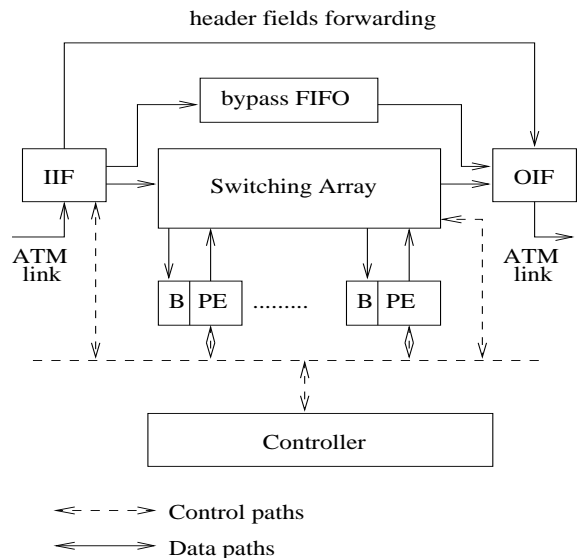 header fields forwarding
bypass FIFO
IIF
Switching Array
OIF
ATM
link
ATM
link
B PE ......... B PE
Controller
Control paths
Data paths